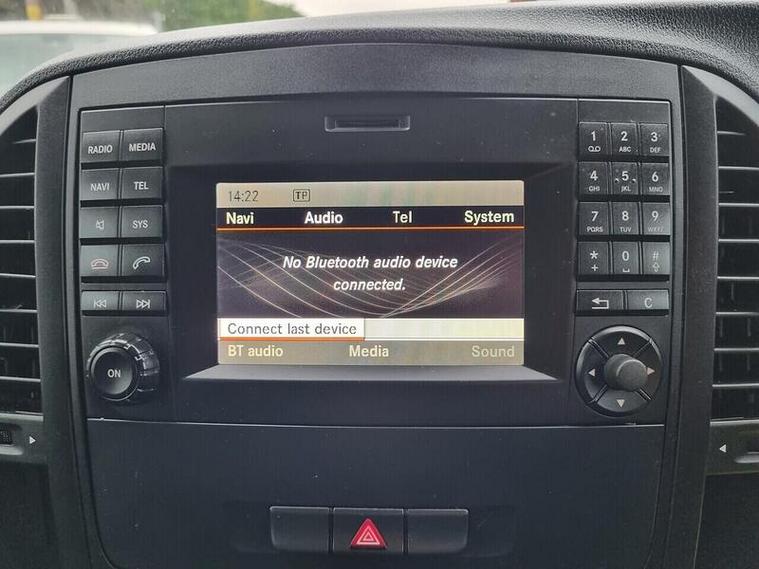 RADIO MEDIA
NAVI TEL
SYS
ON
14:22 TP
Navi Audio Tel System
No Bluetooth audio device
connected.
Connect last device
BT audio Media Sound
1 2 ABC 3 DEF
4 GHI 5 JKL 6 MNO
7 PQRS 8 TUV 9 WXYZ
* + 0 #
C